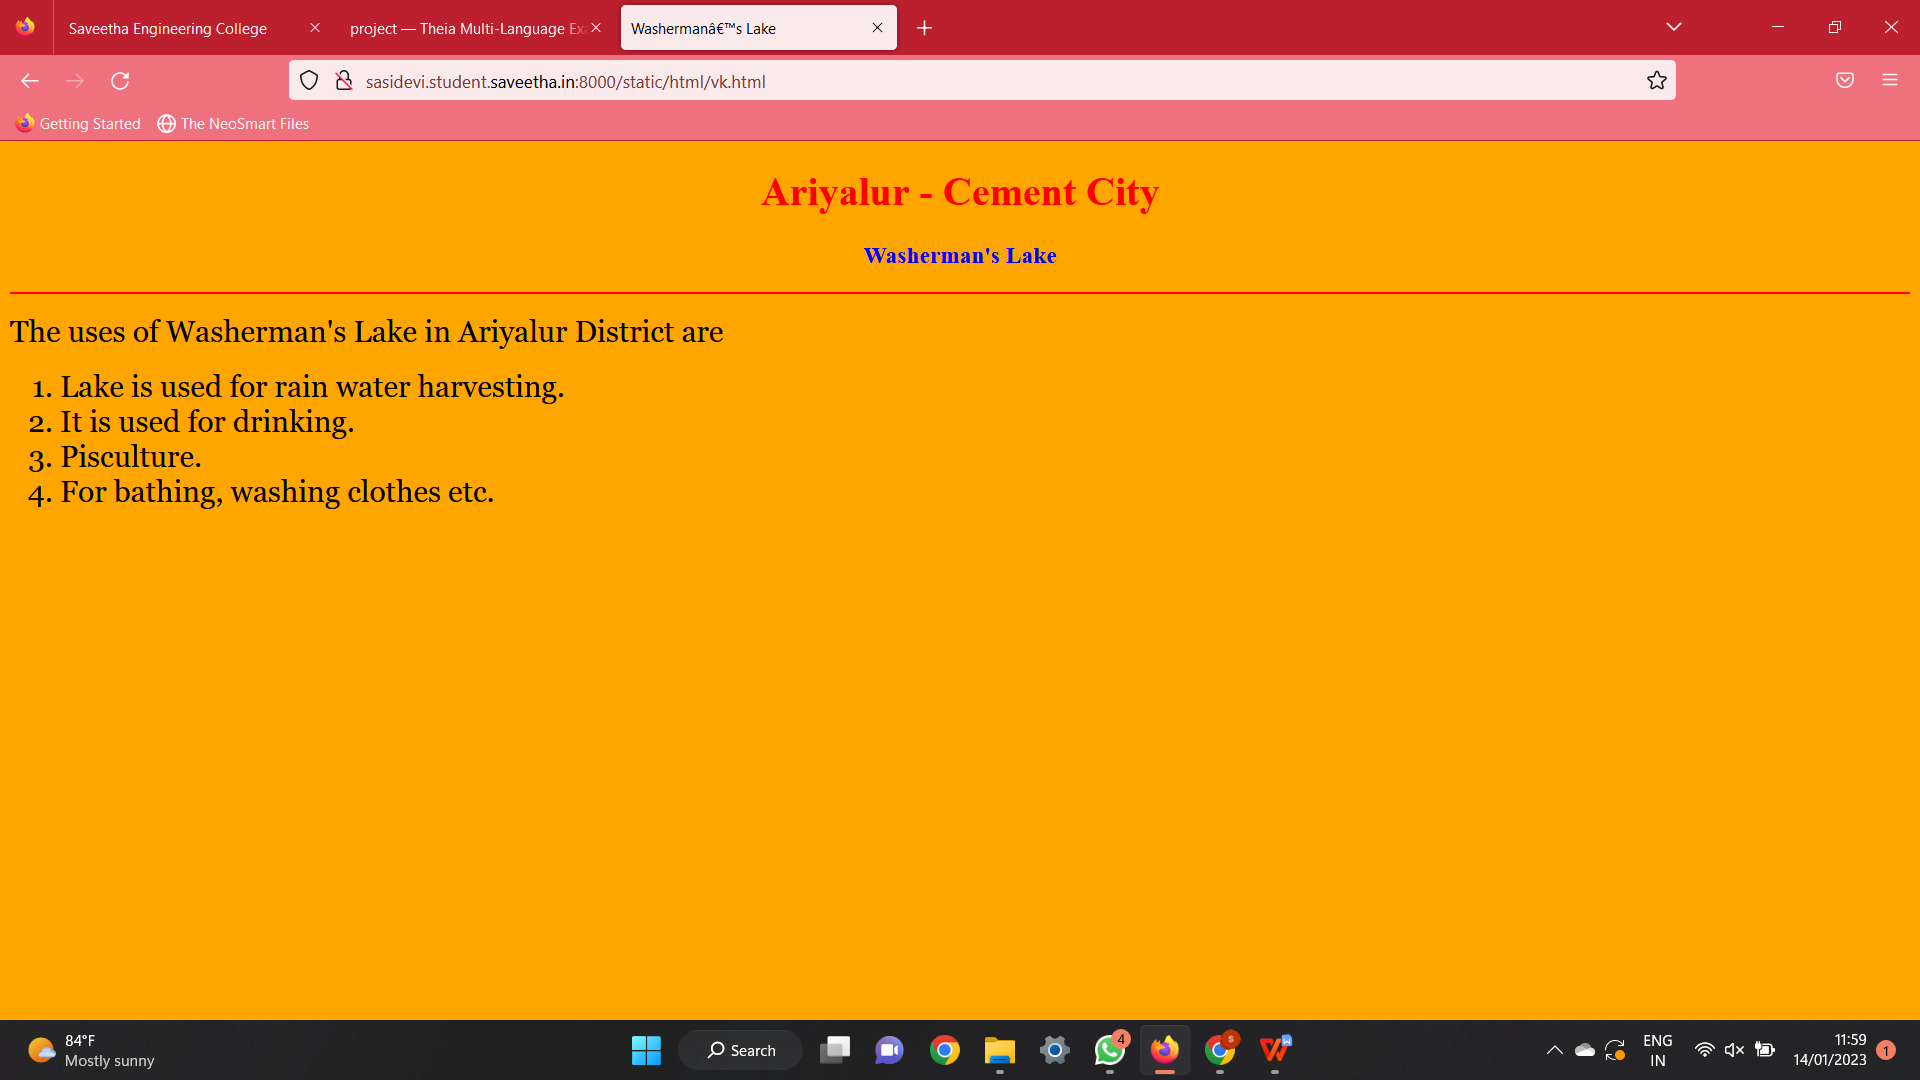 Saveetha Engineering College
project — Theia Multi-Language Exa
Washermanâ€™s Lake
sasidevi.student.saveetha.in:8000/static/html/vk.html
Getting Started
The NeoSmart Files
Ariyalur - Cement City
Washerman's Lake
The uses of Washerman's Lake in Ariyalur District are
1. Lake is used for rain water harvesting.
2. It is used for drinking.
3. Pisculture.
4. For bathing, washing clothes etc.
84°F
Mostly sunny
Search
4
s
ENG
IN
11:59
14/01/2023
1